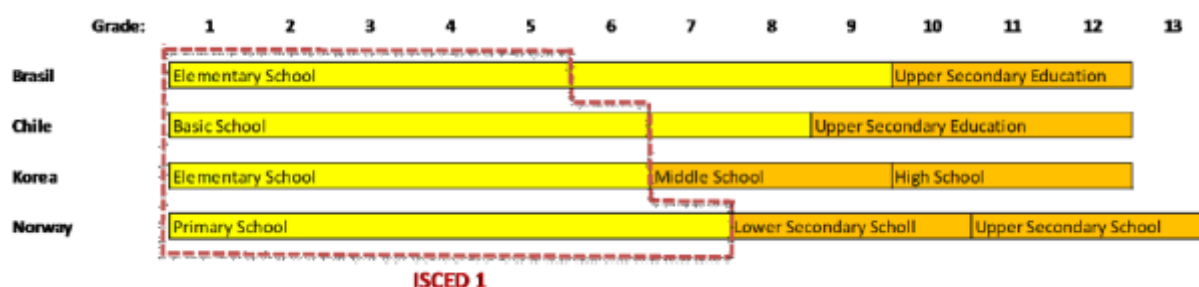 Grade: 1 2 3 4 5 6 7 8 9 10 11 12 13
Brasil Elementary School Upper Secondary Education
Chile Basic School Upper Secondary Education
Korea Elementary School Middle School High School
Norway Primary School Lower Secondary Scholl Upper Secondary School
ISCED 1